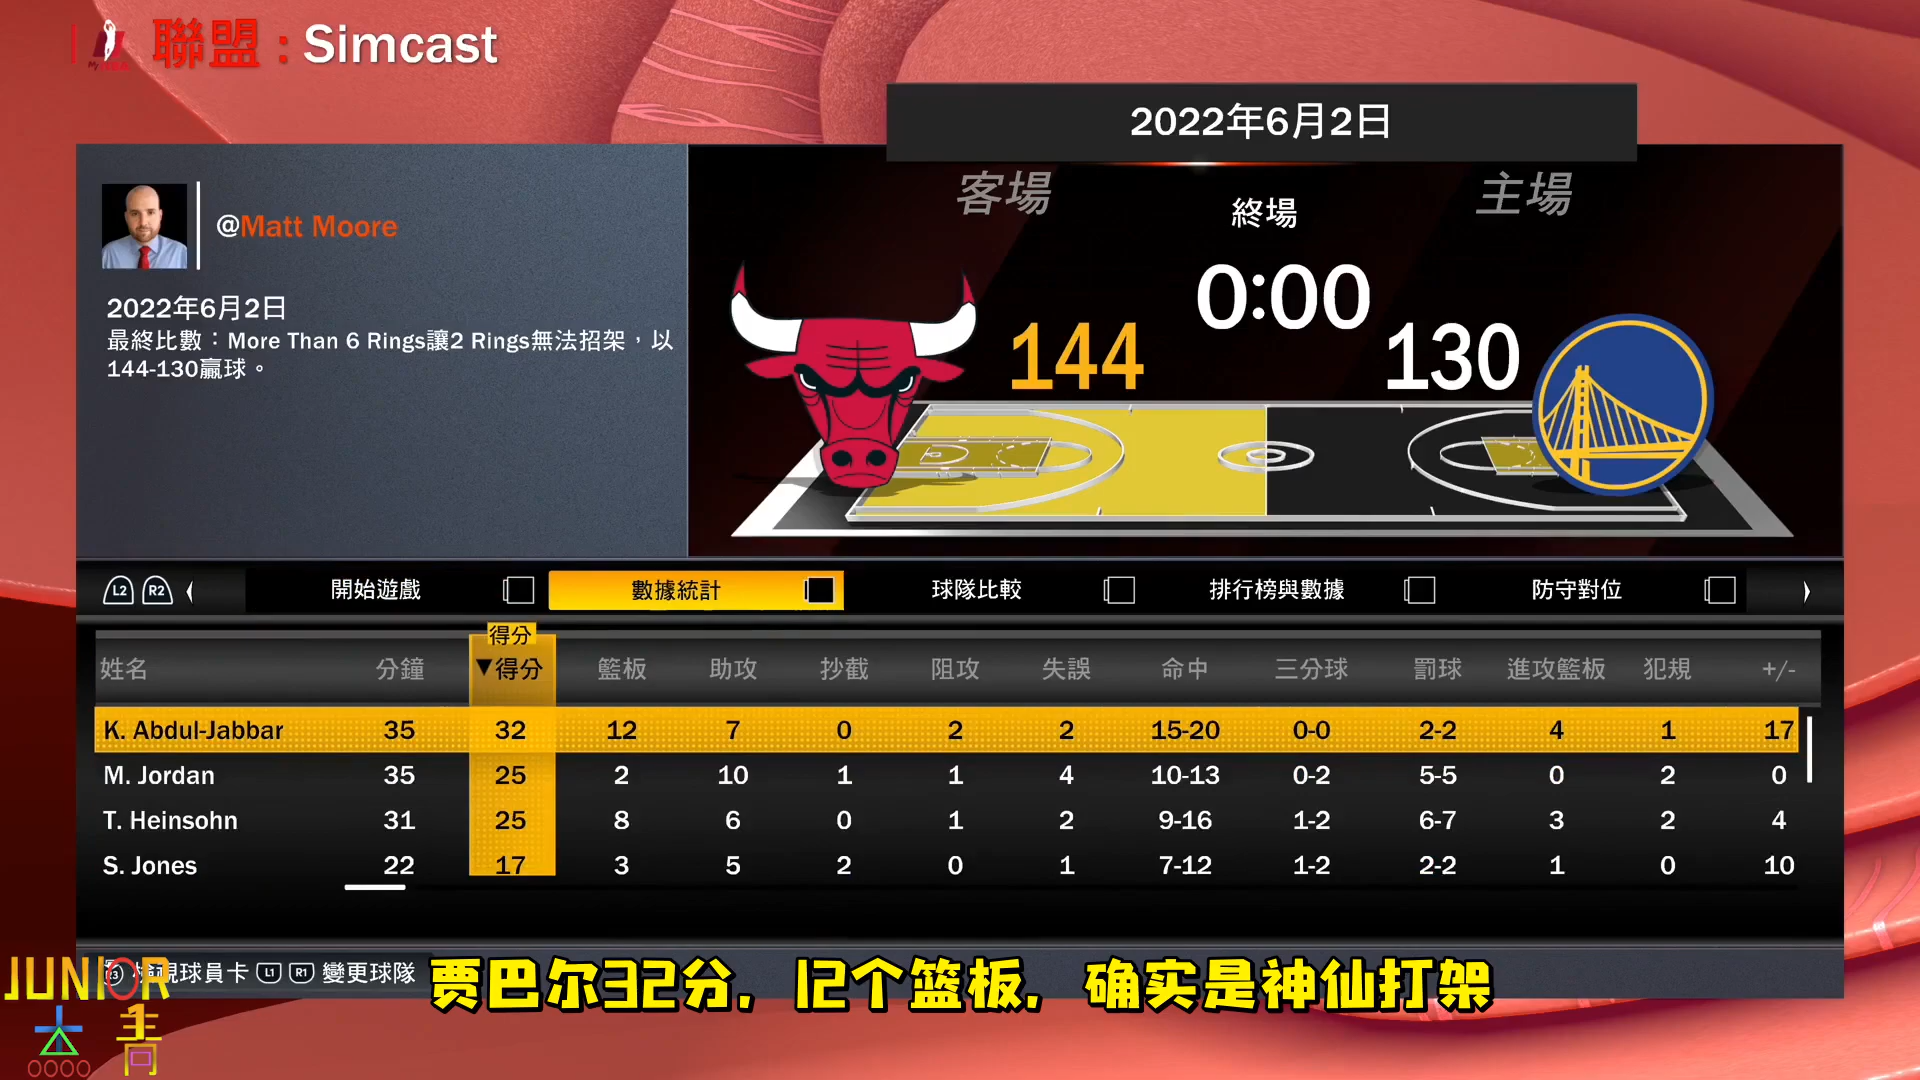 聯盟：Simcast
2022年6月2日
@Matt Moore
2022年6月2日
最終比數：More Than 6 Rings讓2 Rings無法招架，以
144-130贏球。
客場
終場
主場
0:00
144
130
L2 R2 開始遊戲 數據統計 球隊比較 排行榜與數據 防守對位
得分
姓名 分鐘 ▼得分 籃板 助攻 抄截 阻攻 失誤 命中 三分球 罰球 進攻籃板 犯規 +/-
K. Abdul-Jabbar 35 32 12 7 0 2 2 15-20 0-0 2-2 4 1 17
M. Jordan 35 25 2 10 1 1 4 10-13 0-2 5-5 0 2 0
T. Heinsohn 31 25 8 6 0 1 2 9-16 1-2 6-7 3 2 4
S. Jones 22 17 3 5 2 0 1 7-12 1-2 2-2 1 0 10
球員卡 L1 R1 變更球隊
贾巴尔32分，12个篮板，确实是神仙打架
JUNIOR